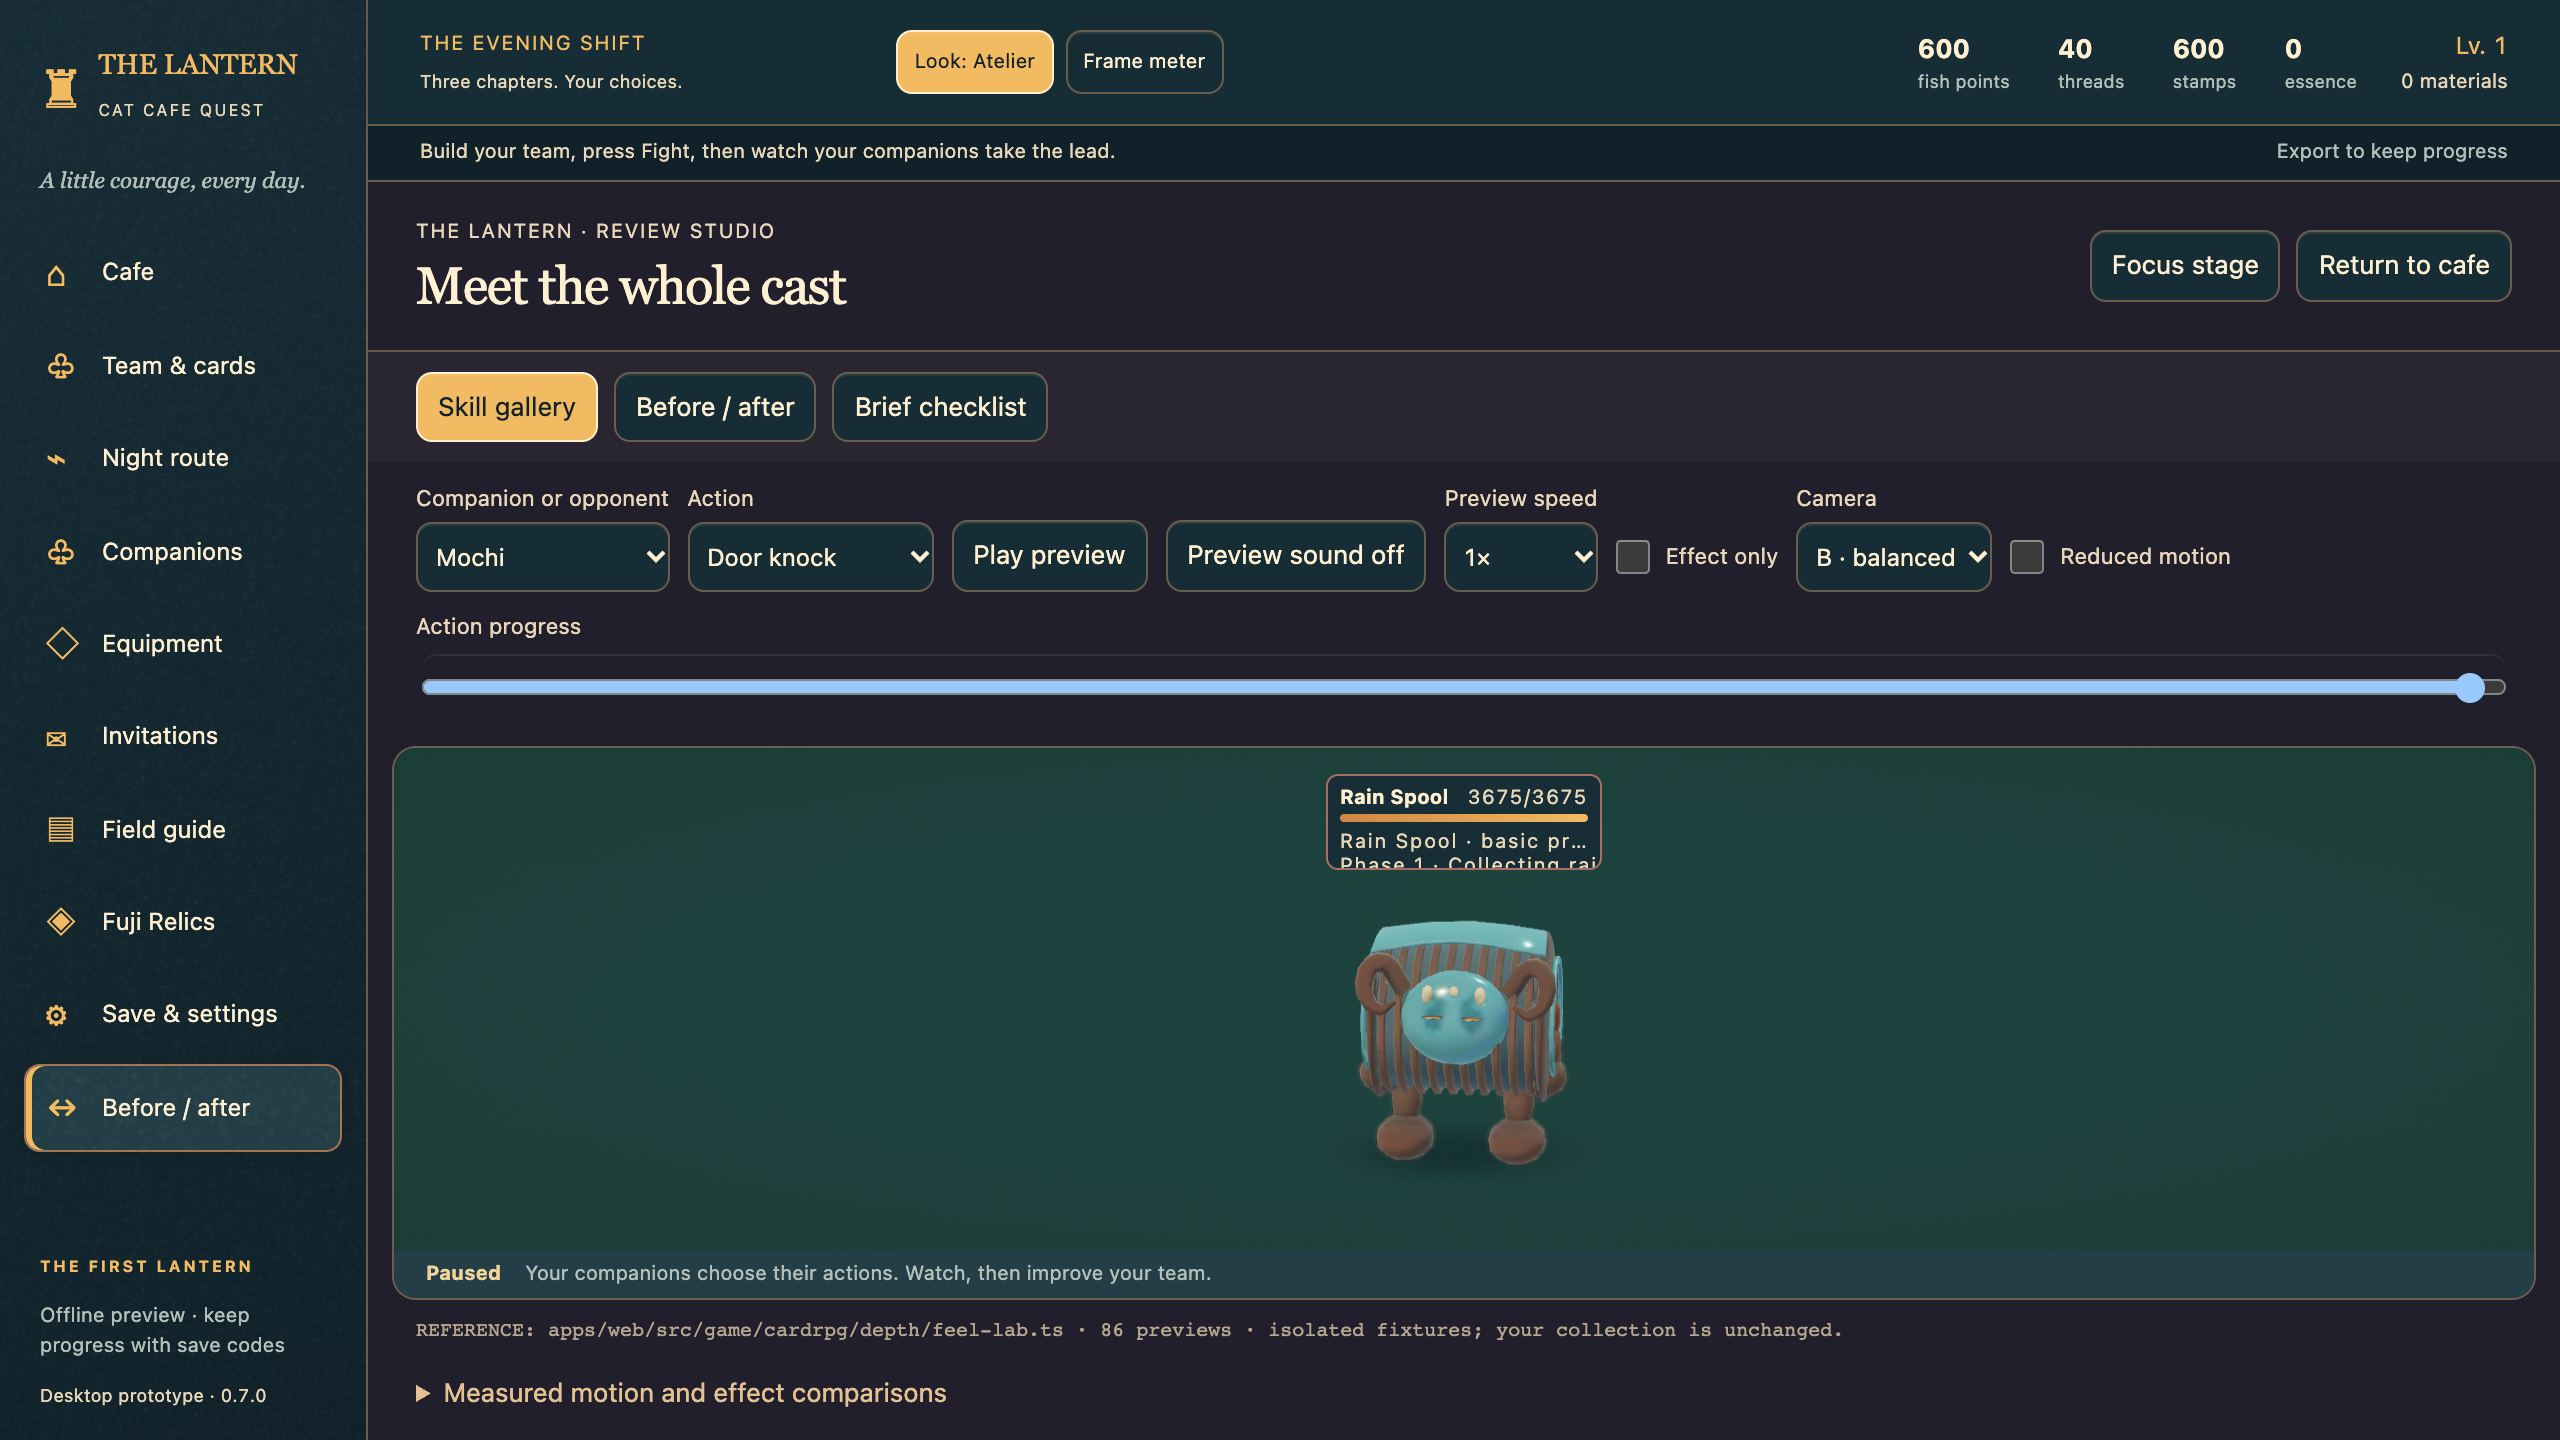 THE LANTERN
CAT CAFE QUEST
A little courage, every day.
Cafe
Team & cards
Night route
Companions
Equipment
Invitations
Field guide
Fuji Relics
Save & settings
Before / after
THE FIRST LANTERN
Offline preview · keep
progress with save codes
Desktop prototype · 0.7.0
THE EVENING SHIFT
Three chapters. Your choices.
Look: Atelier
Frame meter
600
fish points
40
threads
600
stamps
0
essence
Lv. 1
0 materials
Build your team, press Fight, then watch your companions take the lead.
Export to keep progress
THE LANTERN · REVIEW STUDIO
Meet the whole cast
Focus stage
Return to cafe
Skill gallery
Before / after
Brief checklist
Companion or opponent
Mochi
Action
Door knock
Play preview
Preview sound off
Preview speed
1×
Effect only
Camera
B · balanced
Reduced motion
Action progress
Rain Spool 3675/3675
Rain Spool · basic pr…
Phase 1 · Collecting rai
Paused Your companions choose their actions. Watch, then improve your team.
REFERENCE: apps/web/src/game/cardrpg/depth/feel-lab.ts · 86 previews · isolated fixtures; your collection is unchanged.
Measured motion and effect comparisons